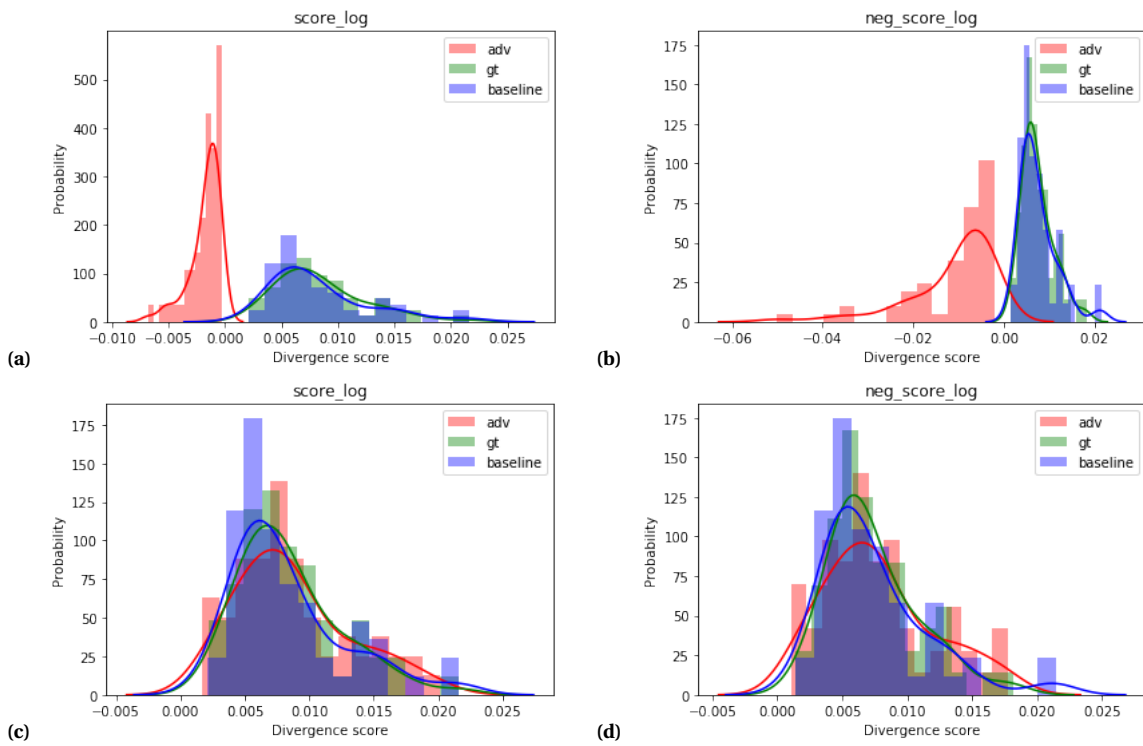 score_log
adv
gt
baseline
Probability
500
400
300
200
100
0
−0.010 −0.005 0.000 0.005 0.010 0.015 0.020 0.025
Divergence score
(a)
neg_score_log
adv
gt
baseline
Probability
175
150
125
100
75
50
25
0
−0.06 −0.04 −0.02 0.00 0.02
Divergence score
(b)
score_log
adv
gt
baseline
Probability
175
150
125
100
75
50
25
0
−0.005 0.000 0.005 0.010 0.015 0.020 0.025
Divergence score
(c)
neg_score_log
adv
gt
baseline
Probability
175
150
125
100
75
50
25
0
−0.005 0.000 0.005 0.010 0.015 0.020 0.025
Divergence score
(d)